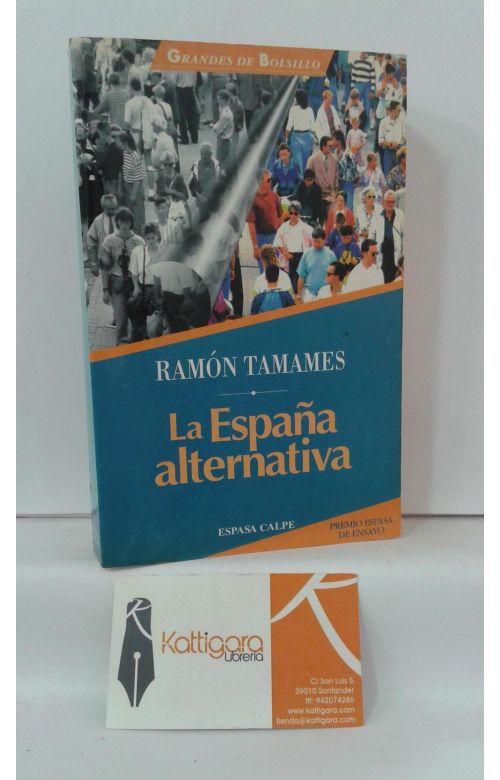 GRANDES DE BOLSILLO
RAMÓN TAMAMES
La España
alternativa
ESPASA CALPE
PREMIO ESPASA
DE ENSAYO
Kattigara
Librería
C/ San Luis 5
39010 Santander
tlf: 942074286
www.kattigara.com
tienda@kattigara.com